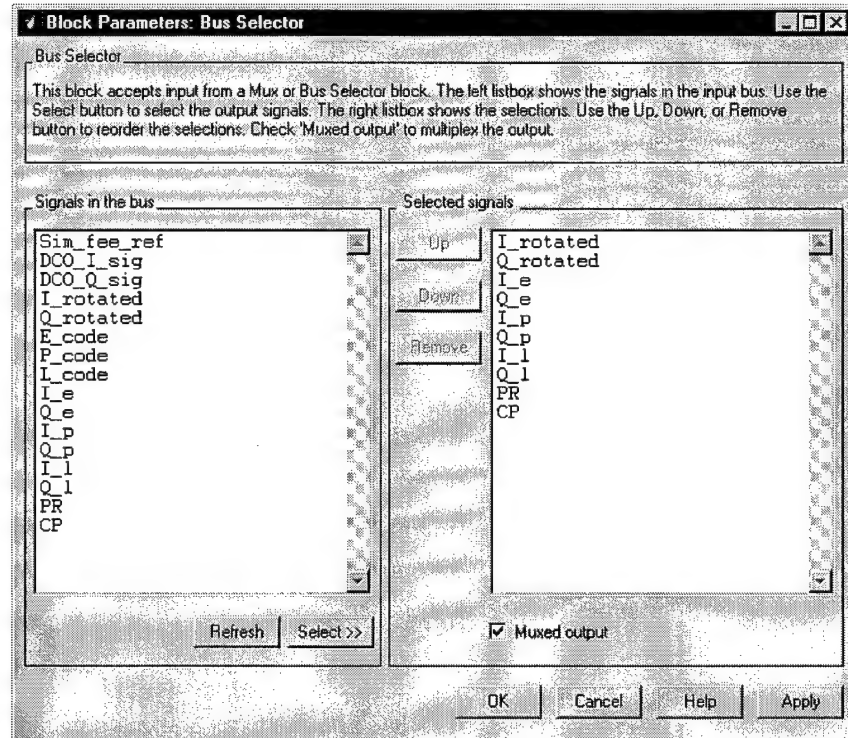 Block Parameters: Bus Selector
Bus Selector
This block accepts input from a Mux or Bus Selector block. The left listbox shows the signals in the input bus. Use the
Select button to select the output signals. The right listbox shows the selections. Use the Up, Down, or Remove
button to reorder the selections. Check 'Muxed output' to multiplex the output.
Signals in the bus
Sim_fee_ref
DCO_I_sig
DCO_Q_sig
I_rotated
Q_rotated
E_code
P_code
L_code
I_e
Q_e
I_p
Q_p
I_l
Q_l
PR
CP
Refresh
Select >>
Selected signals
Up
Down
Remove
I_rotated
Q_rotated
I_e
Q_e
I_p
Q_p
I_l
Q_l
PR
CP
Muxed output
OK
Cancel
Help
Apply